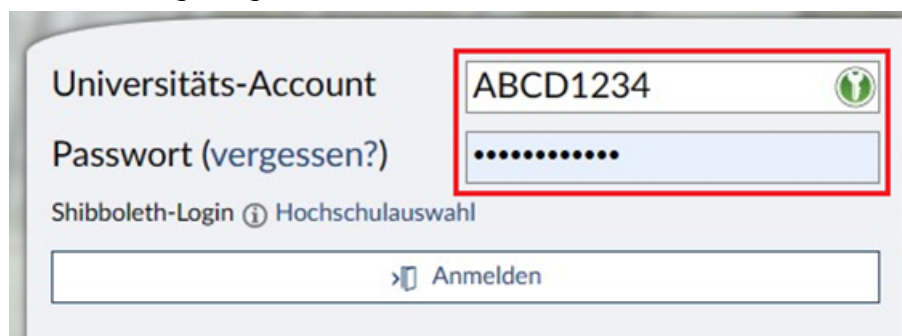 Universitäts-Account ABCD1234
Passwort (vergessen?) ••••••••••••
Shibboleth-Login ⓘ Hochschulauswahl
Anmelden